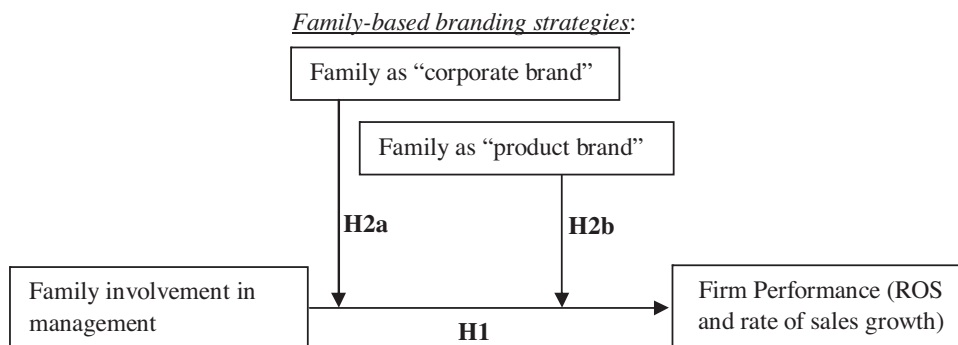 Family-based branding strategies:
Family as “corporate brand”
Family as “product brand”
H2a
H2b
Family involvement in
management
H1
Firm Performance (ROS
and rate of sales growth)